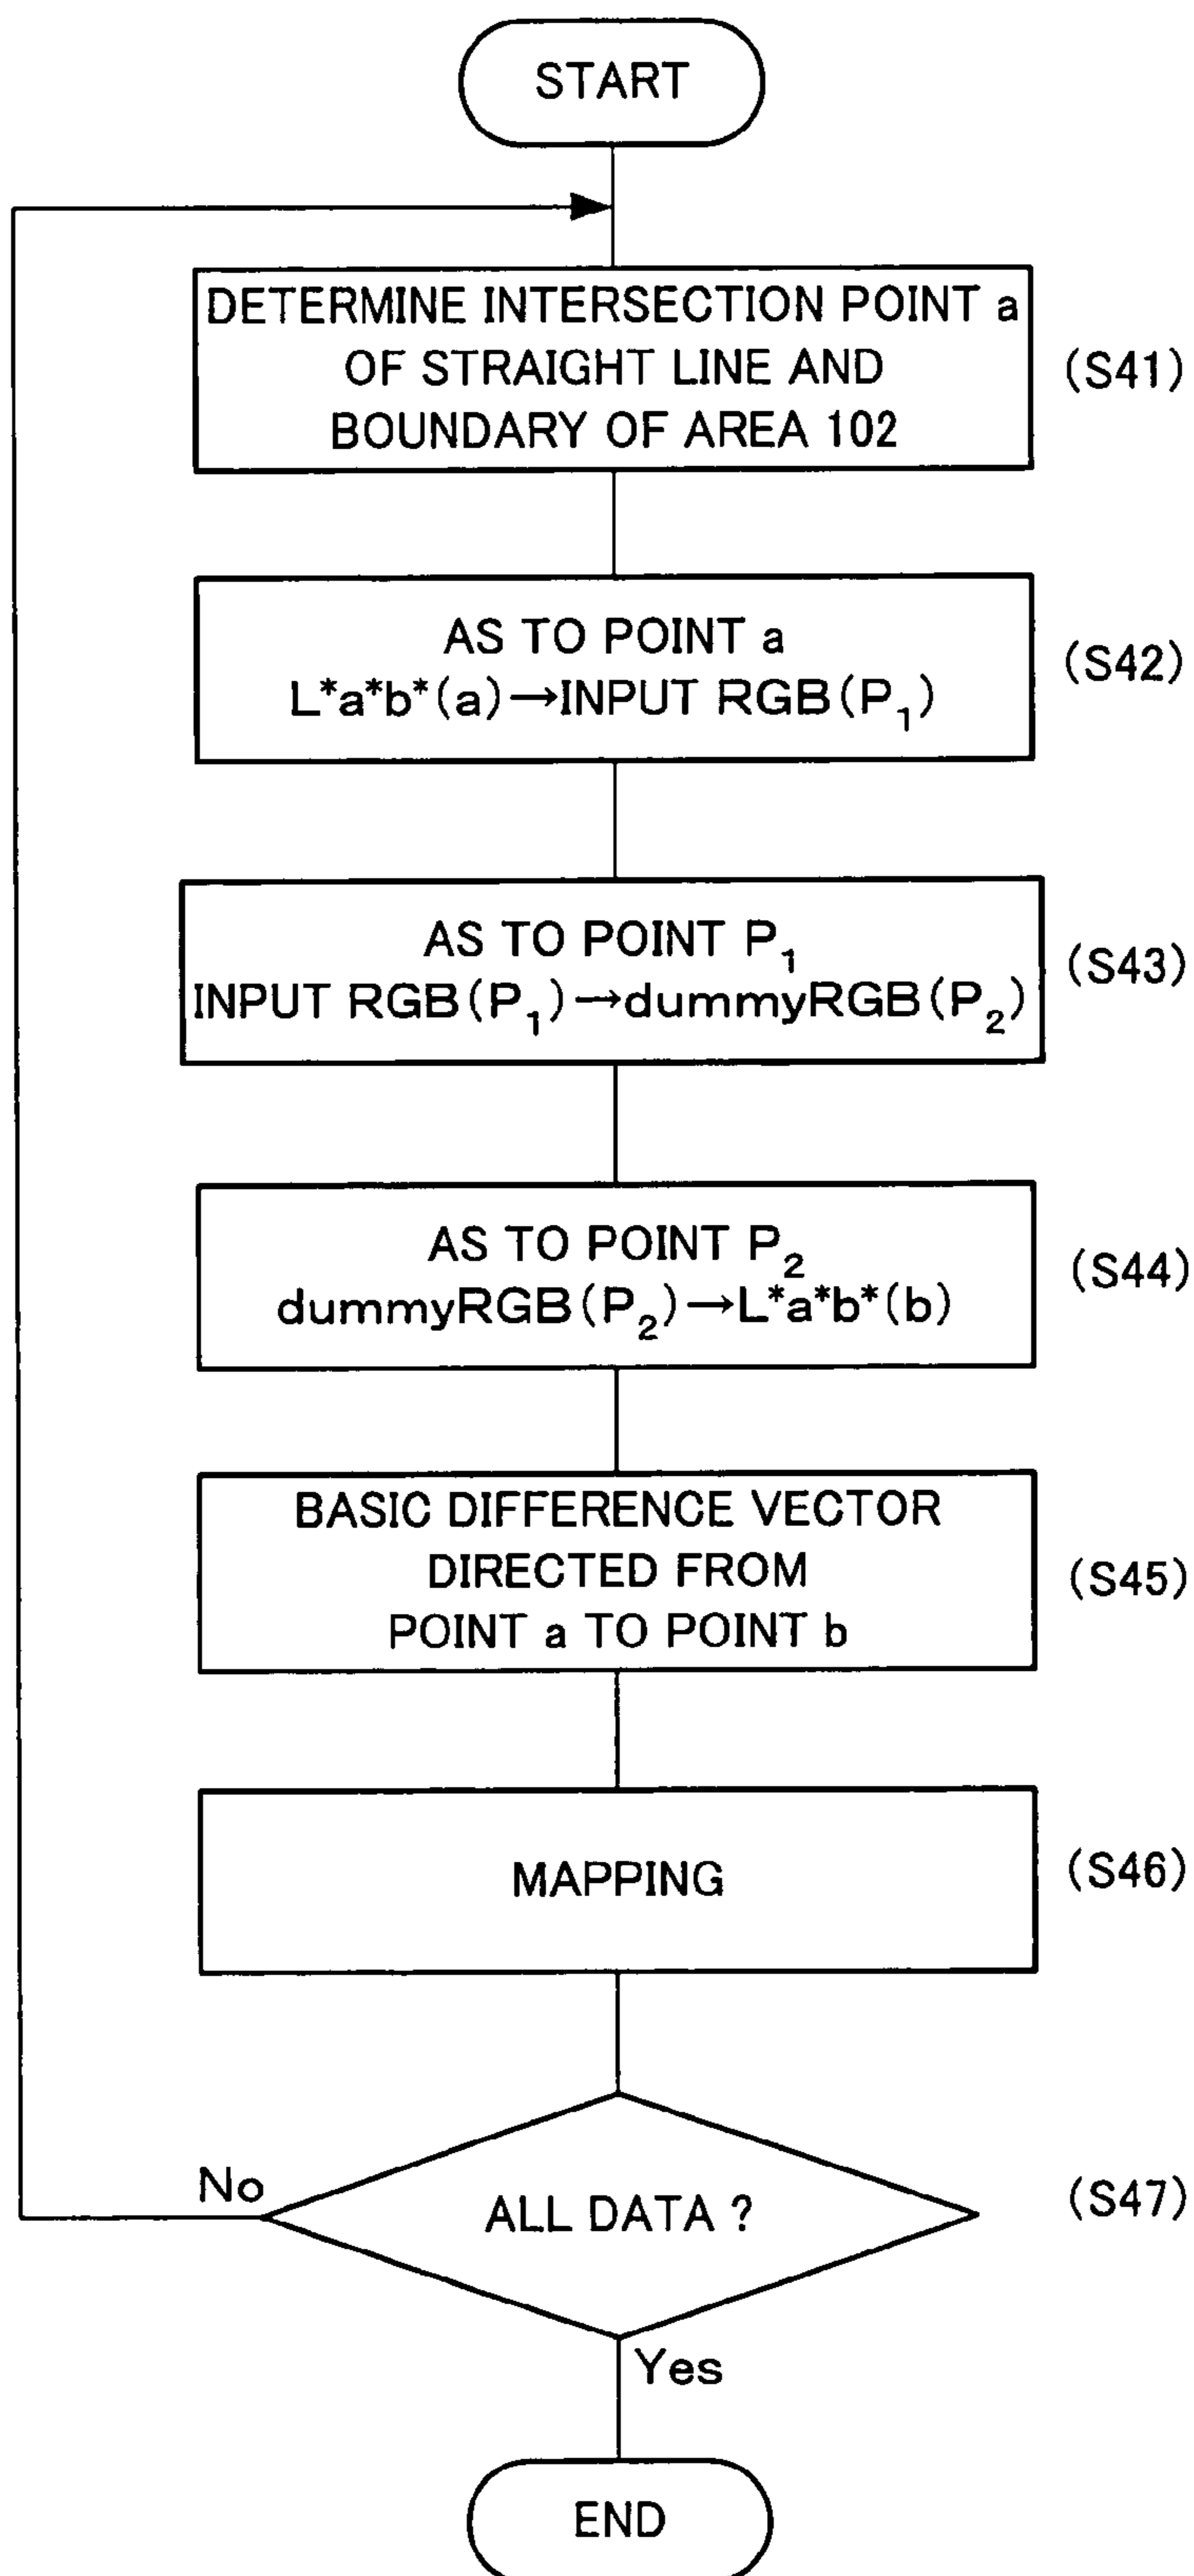 START
DETERMINE INTERSECTION POINT a
OF STRAIGHT LINE AND
BOUNDARY OF AREA 102
(S41)
AS TO POINT a
L*a*b*(a)→INPUT RGB(P₁)
(S42)
AS TO POINT P₁
INPUT RGB(P₁)→dummyRGB(P₂)
(S43)
AS TO POINT P₂
dummyRGB(P₂)→L*a*b*(b)
(S44)
BASIC DIFFERENCE VECTOR
DIRECTED FROM
POINT a TO POINT b
(S45)
MAPPING
(S46)
No
ALL DATA ?
(S47)
Yes
END